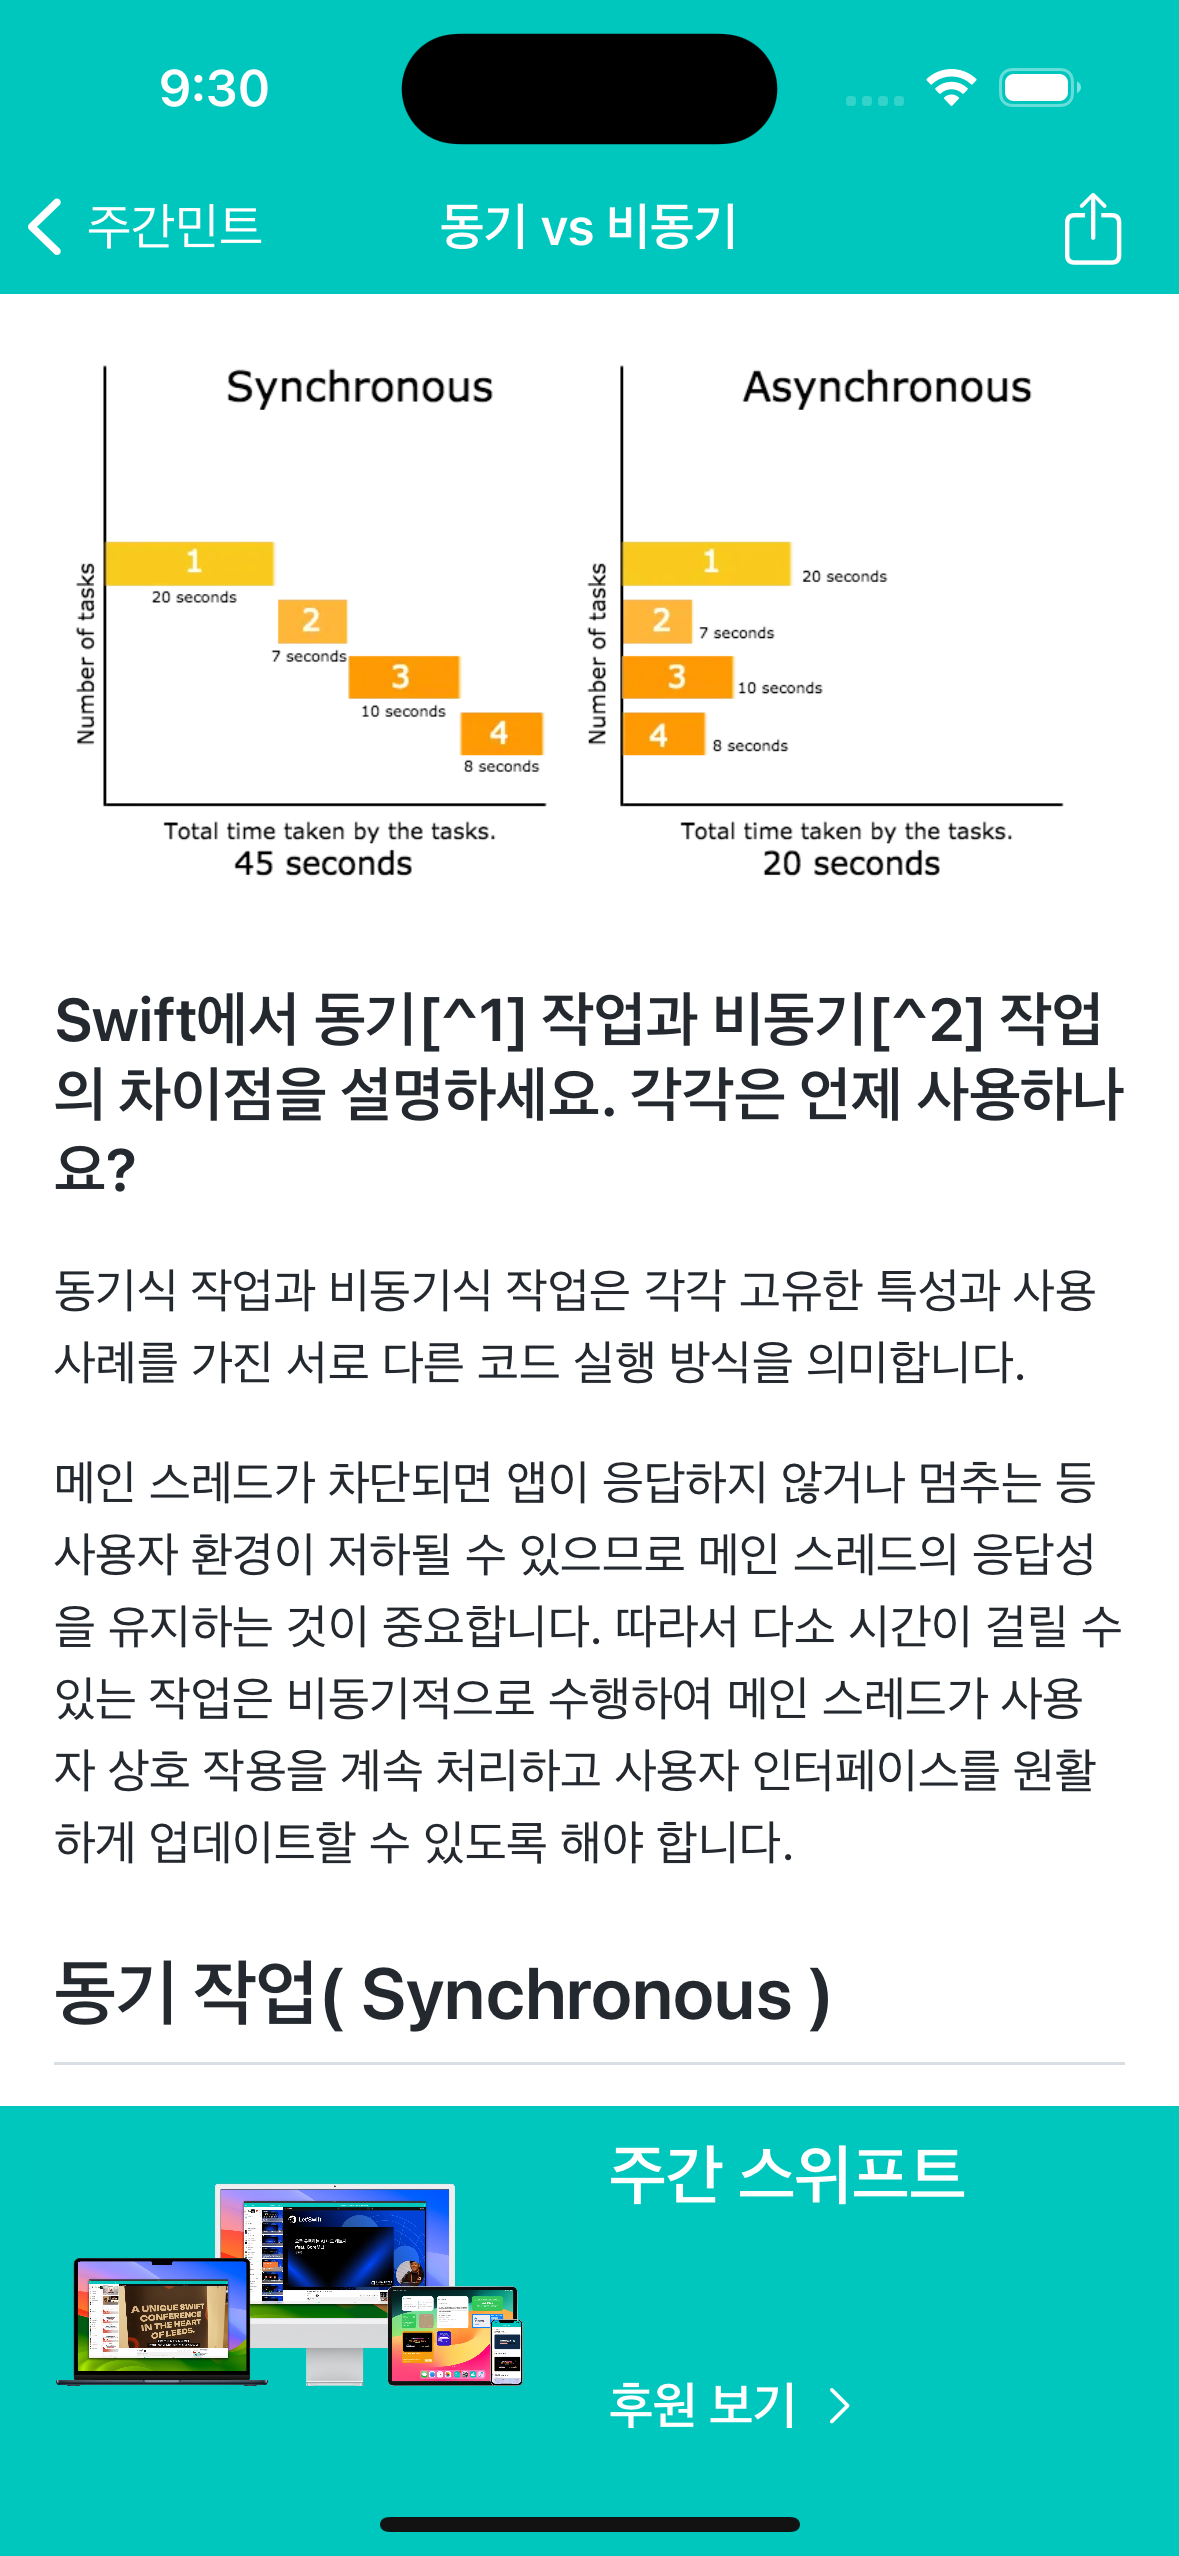 9:30
주간민트
동기 vs 비동기
Synchronous
Number of tasks
1
20 seconds
2
7 seconds
3
10 seconds
4
8 seconds
Total time taken by the tasks.
45 seconds
Asynchronous
Number of tasks
1
20 seconds
2
7 seconds
3
10 seconds
4
8 seconds
Total time taken by the tasks.
20 seconds
Swift에서 동기[^1] 작업과 비동기[^2] 작업
의 차이점을 설명하세요. 각각은 언제 사용하나
요?
동기식 작업과 비동기식 작업은 각각 고유한 특성과 사용
사례를 가진 서로 다른 코드 실행 방식을 의미합니다.
메인 스레드가 차단되면 앱이 응답하지 않거나 멈추는 등
사용자 환경이 저하될 수 있으므로 메인 스레드의 응답성
을 유지하는 것이 중요합니다. 따라서 다소 시간이 걸릴 수
있는 작업은 비동기적으로 수행하여 메인 스레드가 사용
자 상호 작용을 계속 처리하고 사용자 인터페이스를 원활
하게 업데이트할 수 있도록 해야 합니다.
동기 작업( Synchronous )
LetSwift
A UNIQUE SWIFT
CONFERENCE
IN THE HEART
OF LEEDS.
주간 스위프트
후원 보기